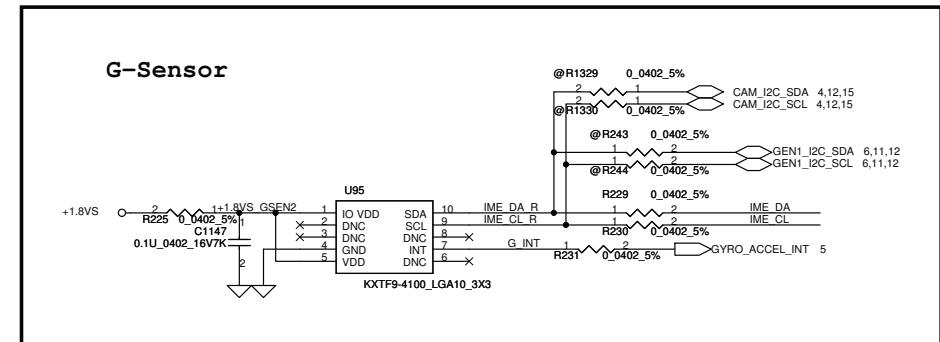 G-Sensor
@R1329 0_0402_5%
2 1 CAM_I2C_SDA 4,12,15
2 1 CAM_I2C_SCL 4,12,15
@R1330 0_0402_5%
@R243 0_0402_5%
1 2 GEN1_I2C_SDA 6,11,12
1 2 GEN1_I2C_SCL 6,11,12
@R244 0_0402_5%
U95
R229 0_0402_5%
+1.8VS 2 1 +1.8VS_GSEN2 1 IO VDD SDA 10 IME_DA_R 1 2 IME_DA
R225 0_0402_5% 2 DNC SCL 9 IME_CL_R 1 2 IME_CL
C1147 1 3 DNC DNC 8 R230 0_0402_5%
0.1U_0402_16V7K 4 GND INT 7 G_INT 1 2 GYRO_ACCEL_INT 5
2 5 VDD DNC 6 R231 0_0402_5%
KXTF9-4100_LGA10_3X3